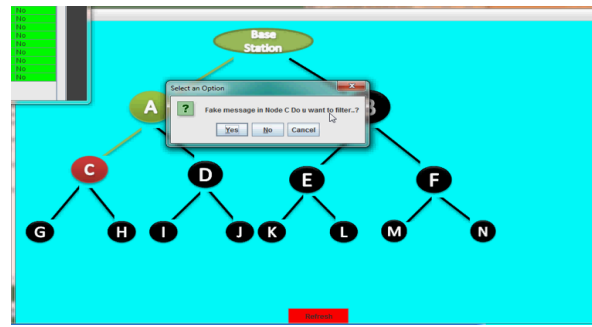 No
No
No
No
No
No
No
No
No
Base
Station
Select an Option
A
B
? Fake message in Node C Do u want to filter..?
Yes No Cancel
C
D
E
F
G H I J K L M N
Refresh